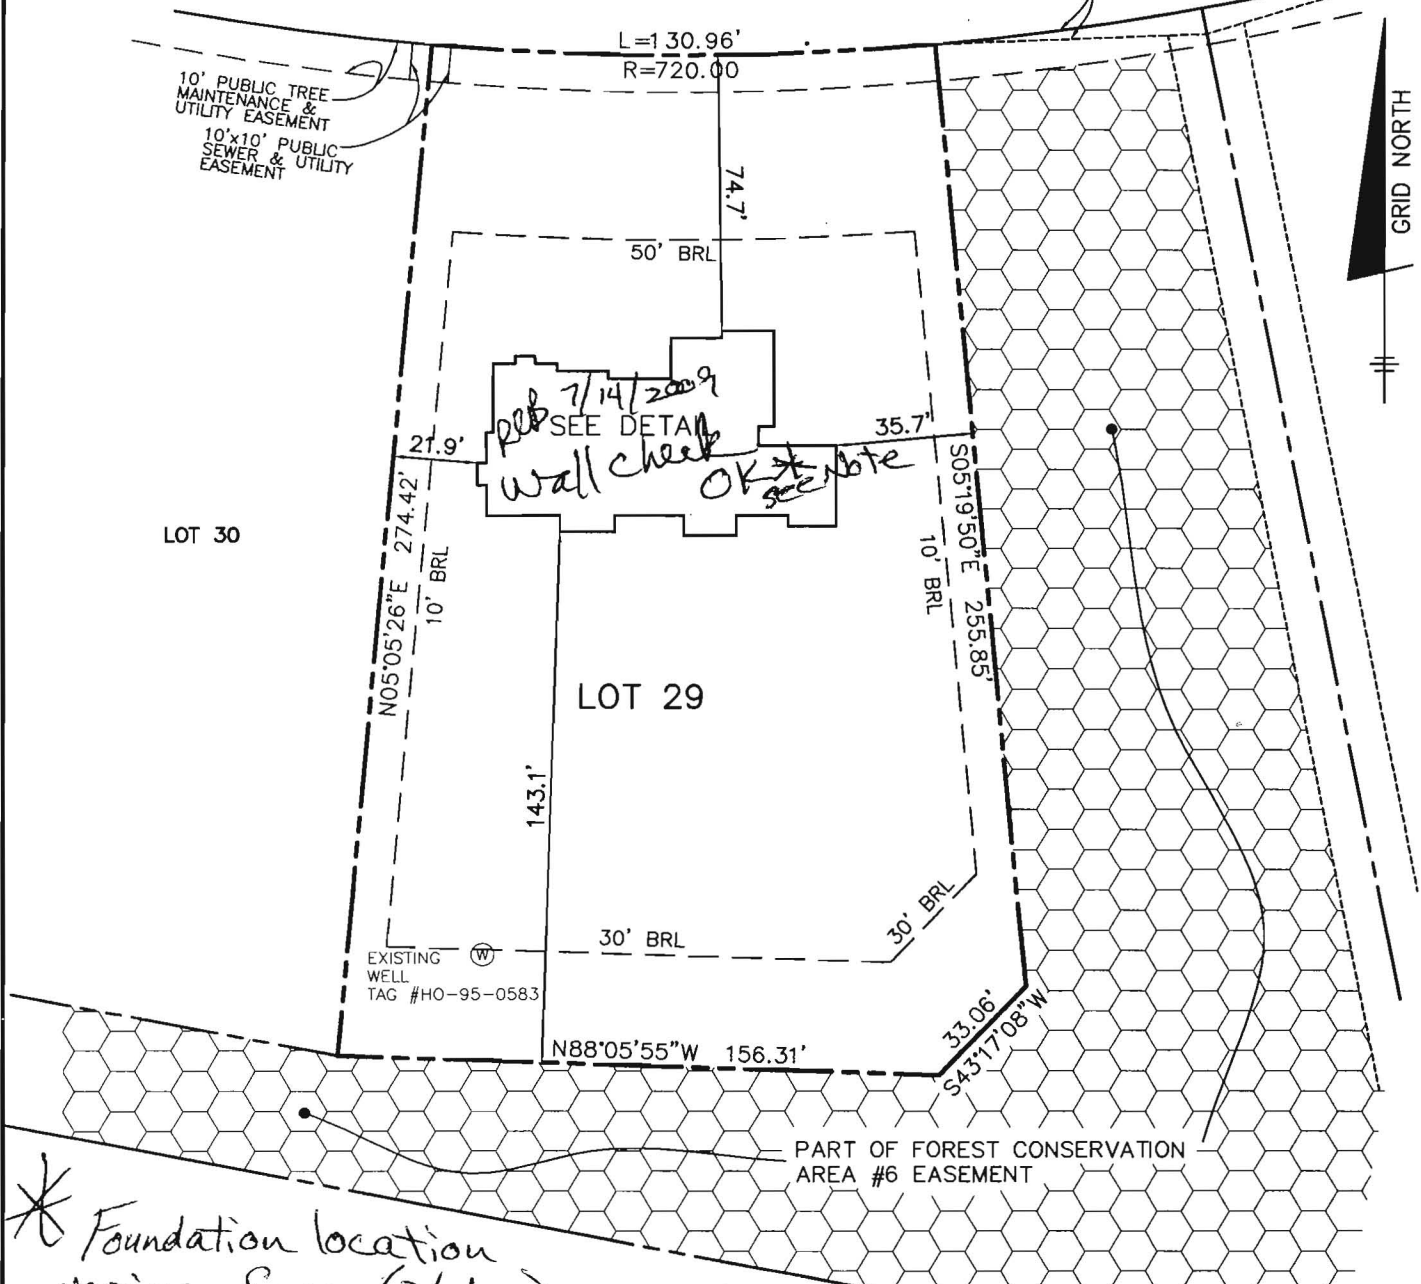 L=130.96'
R=720.00
10' PUBLIC TREE
MAINTENANCE &
UTILITY EASEMENT
10'x10' PUBLIC
SEWER & UTILITY
EASEMENT
GRID NORTH
74.7'
50' BRL
7/14/2009
SEE DETAIL
21.9'
35.7'
Wall check OK *
see Note
LOT 30
N05°05'26"E 274.42'
10' BRL
10' BRL
S05°19'50"E 255.85'
LOT 29
143.1'
30' BRL
30' BRL
EXISTING
WELL
TAG #HO-95-0583
W
33.06'
S43°17'08"W
N88°05'55"W 156.31'
PART OF FOREST CONSERVATION
AREA #6 EASEMENT
* Foundation location